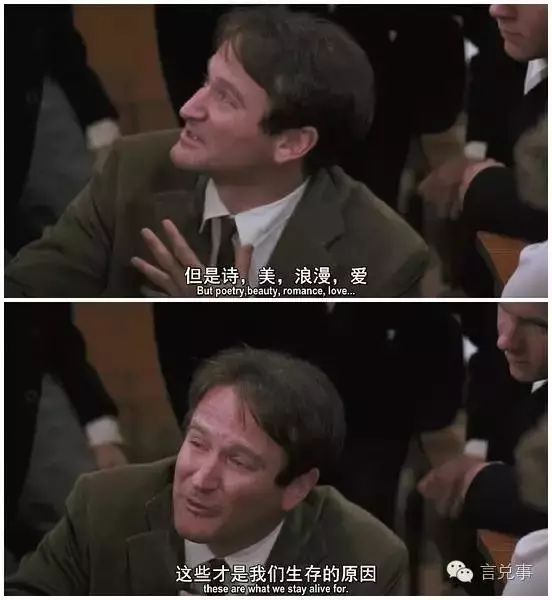 但是诗，美，浪漫，爱
But poetry,beauty, romance, love...
这些才是我们生存的原因
these are what we stay alive for.
言兑事